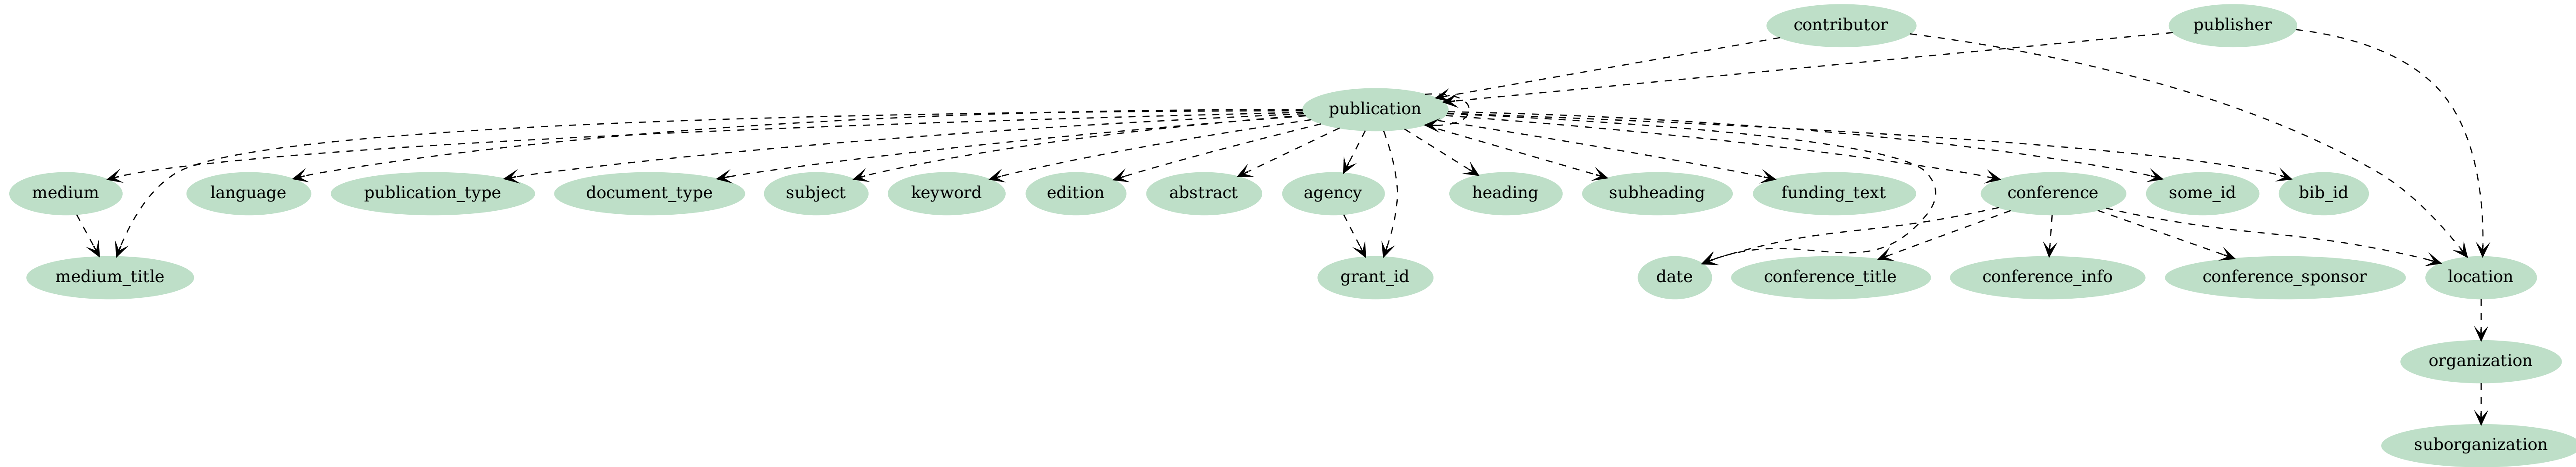 contributor
publisher
publication
medium
language
publication_type
document_type
subject
keyword
edition
abstract
agency
heading
subheading
funding_text
conference
some_id
bib_id
medium_title
grant_id
date
conference_title
conference_info
conference_sponsor
location
organization
suborganization